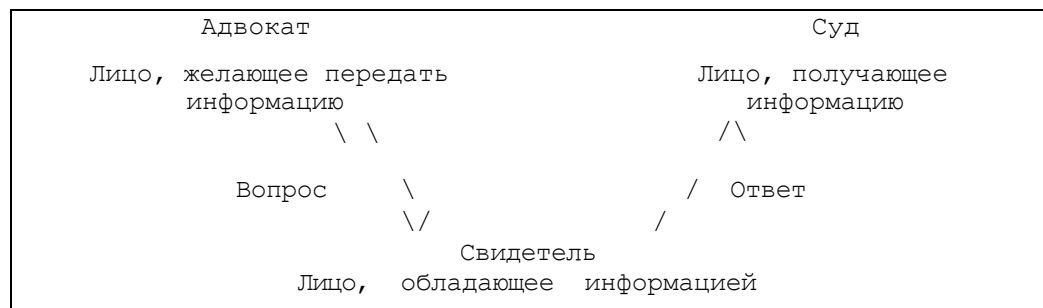 Адвокат Суд
Лицо, желающее передать Лицо, получающее
информацию информацию
\ \ /\
Вопрос \ / Ответ
\/ /
Свидетель
Лицо, обладающее информацией